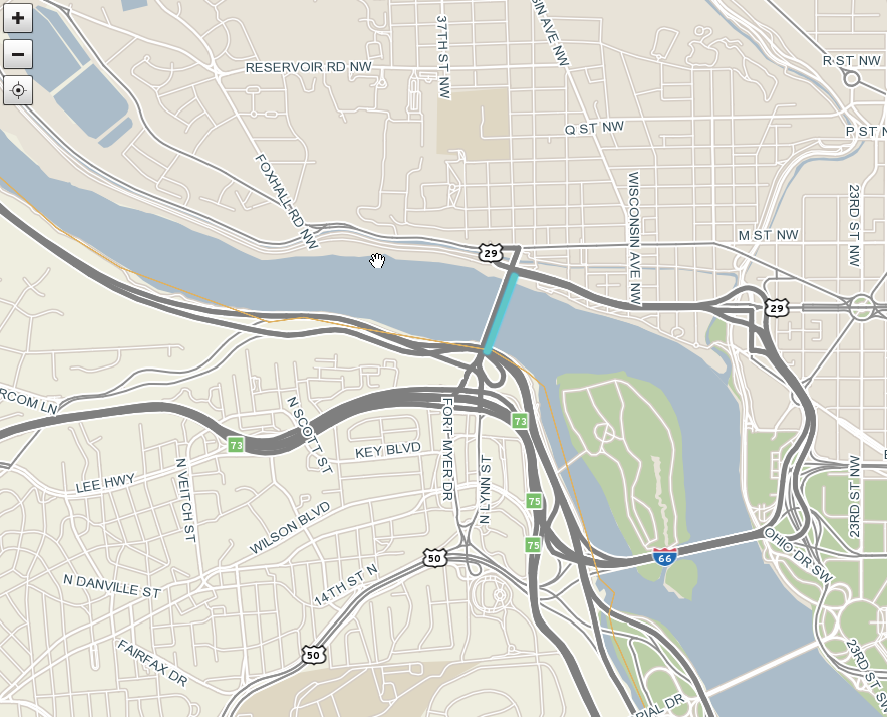 37TH ST NW
SIN AVE NW
RESERVOIR RD NW
R ST NW
Q ST NW
P ST N
FOXHALL RD NW
WISCONSIN AVE NW
23RD ST NW
M ST NW
29
29
RCOM LN
N SCOTT ST
FORT MYER DR
73
73
KEY BLVD
LEE HWY
N VEITCH ST
N LYNN ST
23RD ST NW
E
75
WILSON BLVD
75
50
66
OHIO DR SW
N DANVILLE ST
14TH ST N
50
FAIRFAX DR
23RD ST SW
RIAL DR